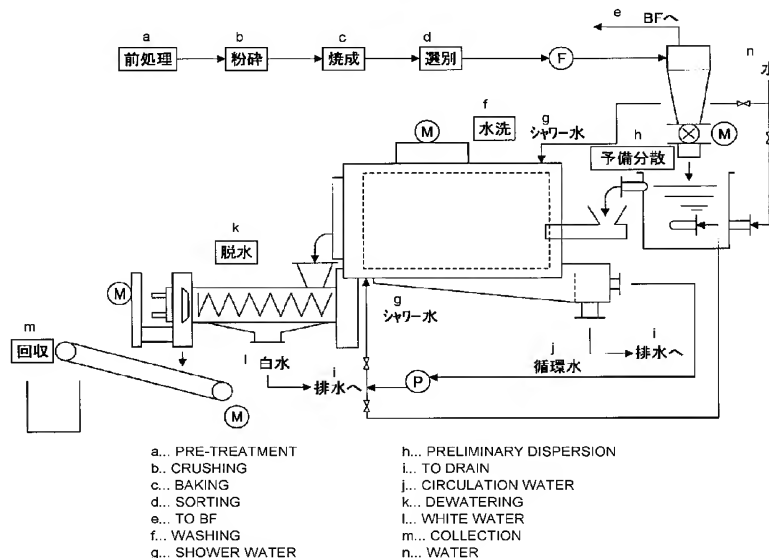 e BFへ
a b c d
前処理 粉砕 焼成 選別 F
n
水
f
水洗
g
シャワー水
h
予備分散
M
M
k
脱水
M
g
シャワー水
m
回収
l 白水
i
排水へ
P
j
循環水
i
排水へ
M
a... PRE-TREATMENT
b... CRUSHING
c... BAKING
d... SORTING
e... TO BF
f... WASHING
g... SHOWER WATER
h... PRELIMINARY DISPERSION
i... TO DRAIN
j... CIRCULATION WATER
k... DEWATERING
l... WHITE WATER
m... COLLECTION
n... WATER